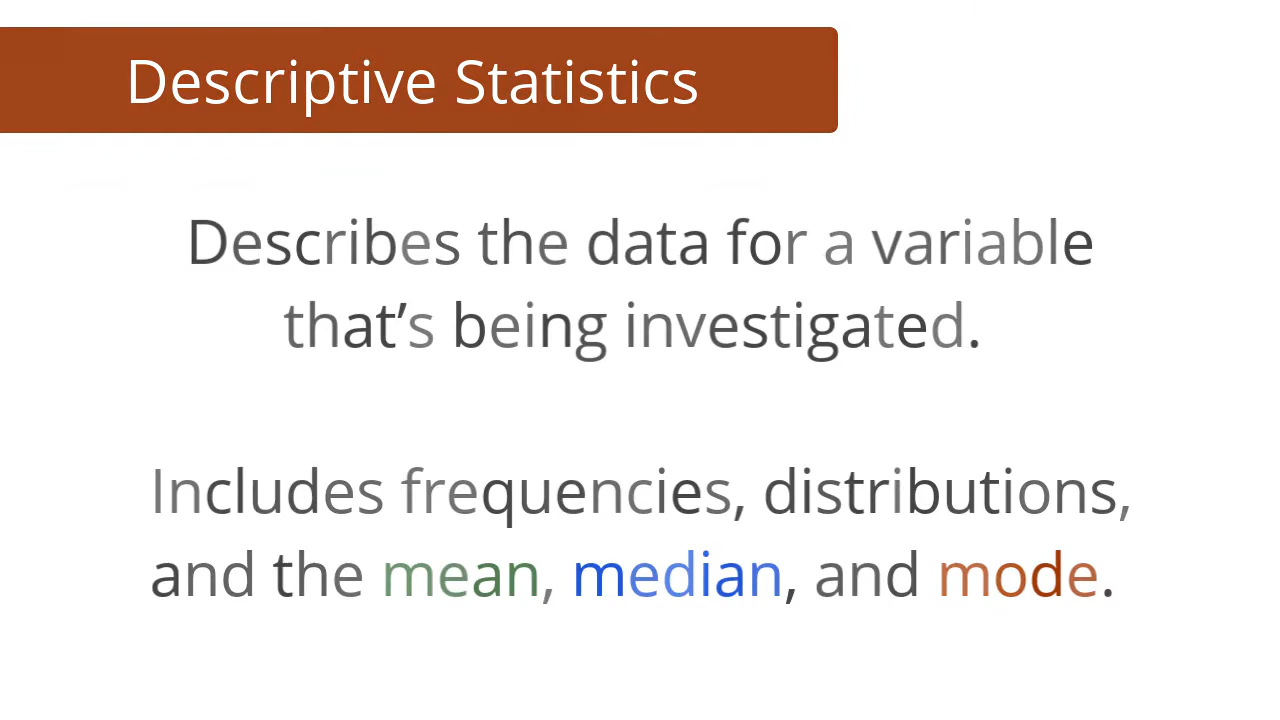 Descriptive Statistics
Describes the data for a variable
that’s being investigated.
Includes frequencies, distributions,
and the mean, median, and mode.